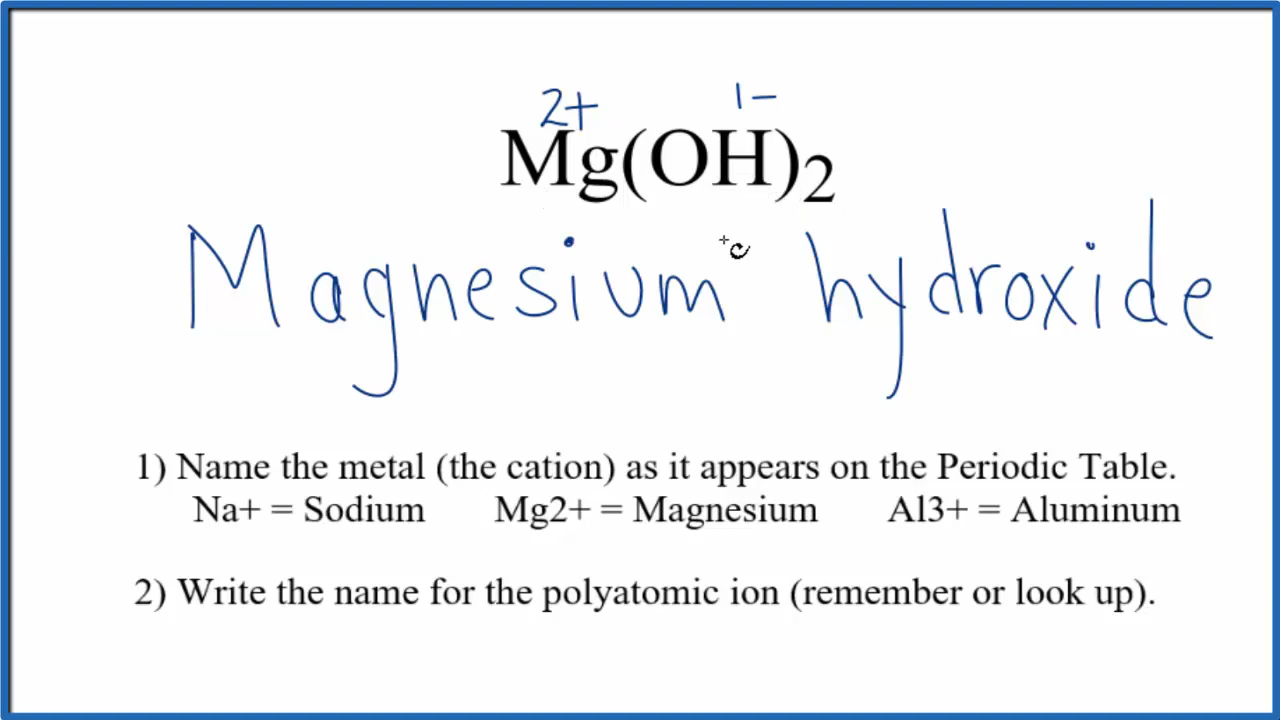 2+ 1-
Mg(OH)2
Magnesium hydroxide
1) Name the metal (the cation) as it appears on the Periodic Table.
Na+ = Sodium Mg2+ = Magnesium Al3+ = Aluminum
2) Write the name for the polyatomic ion (remember or look up).